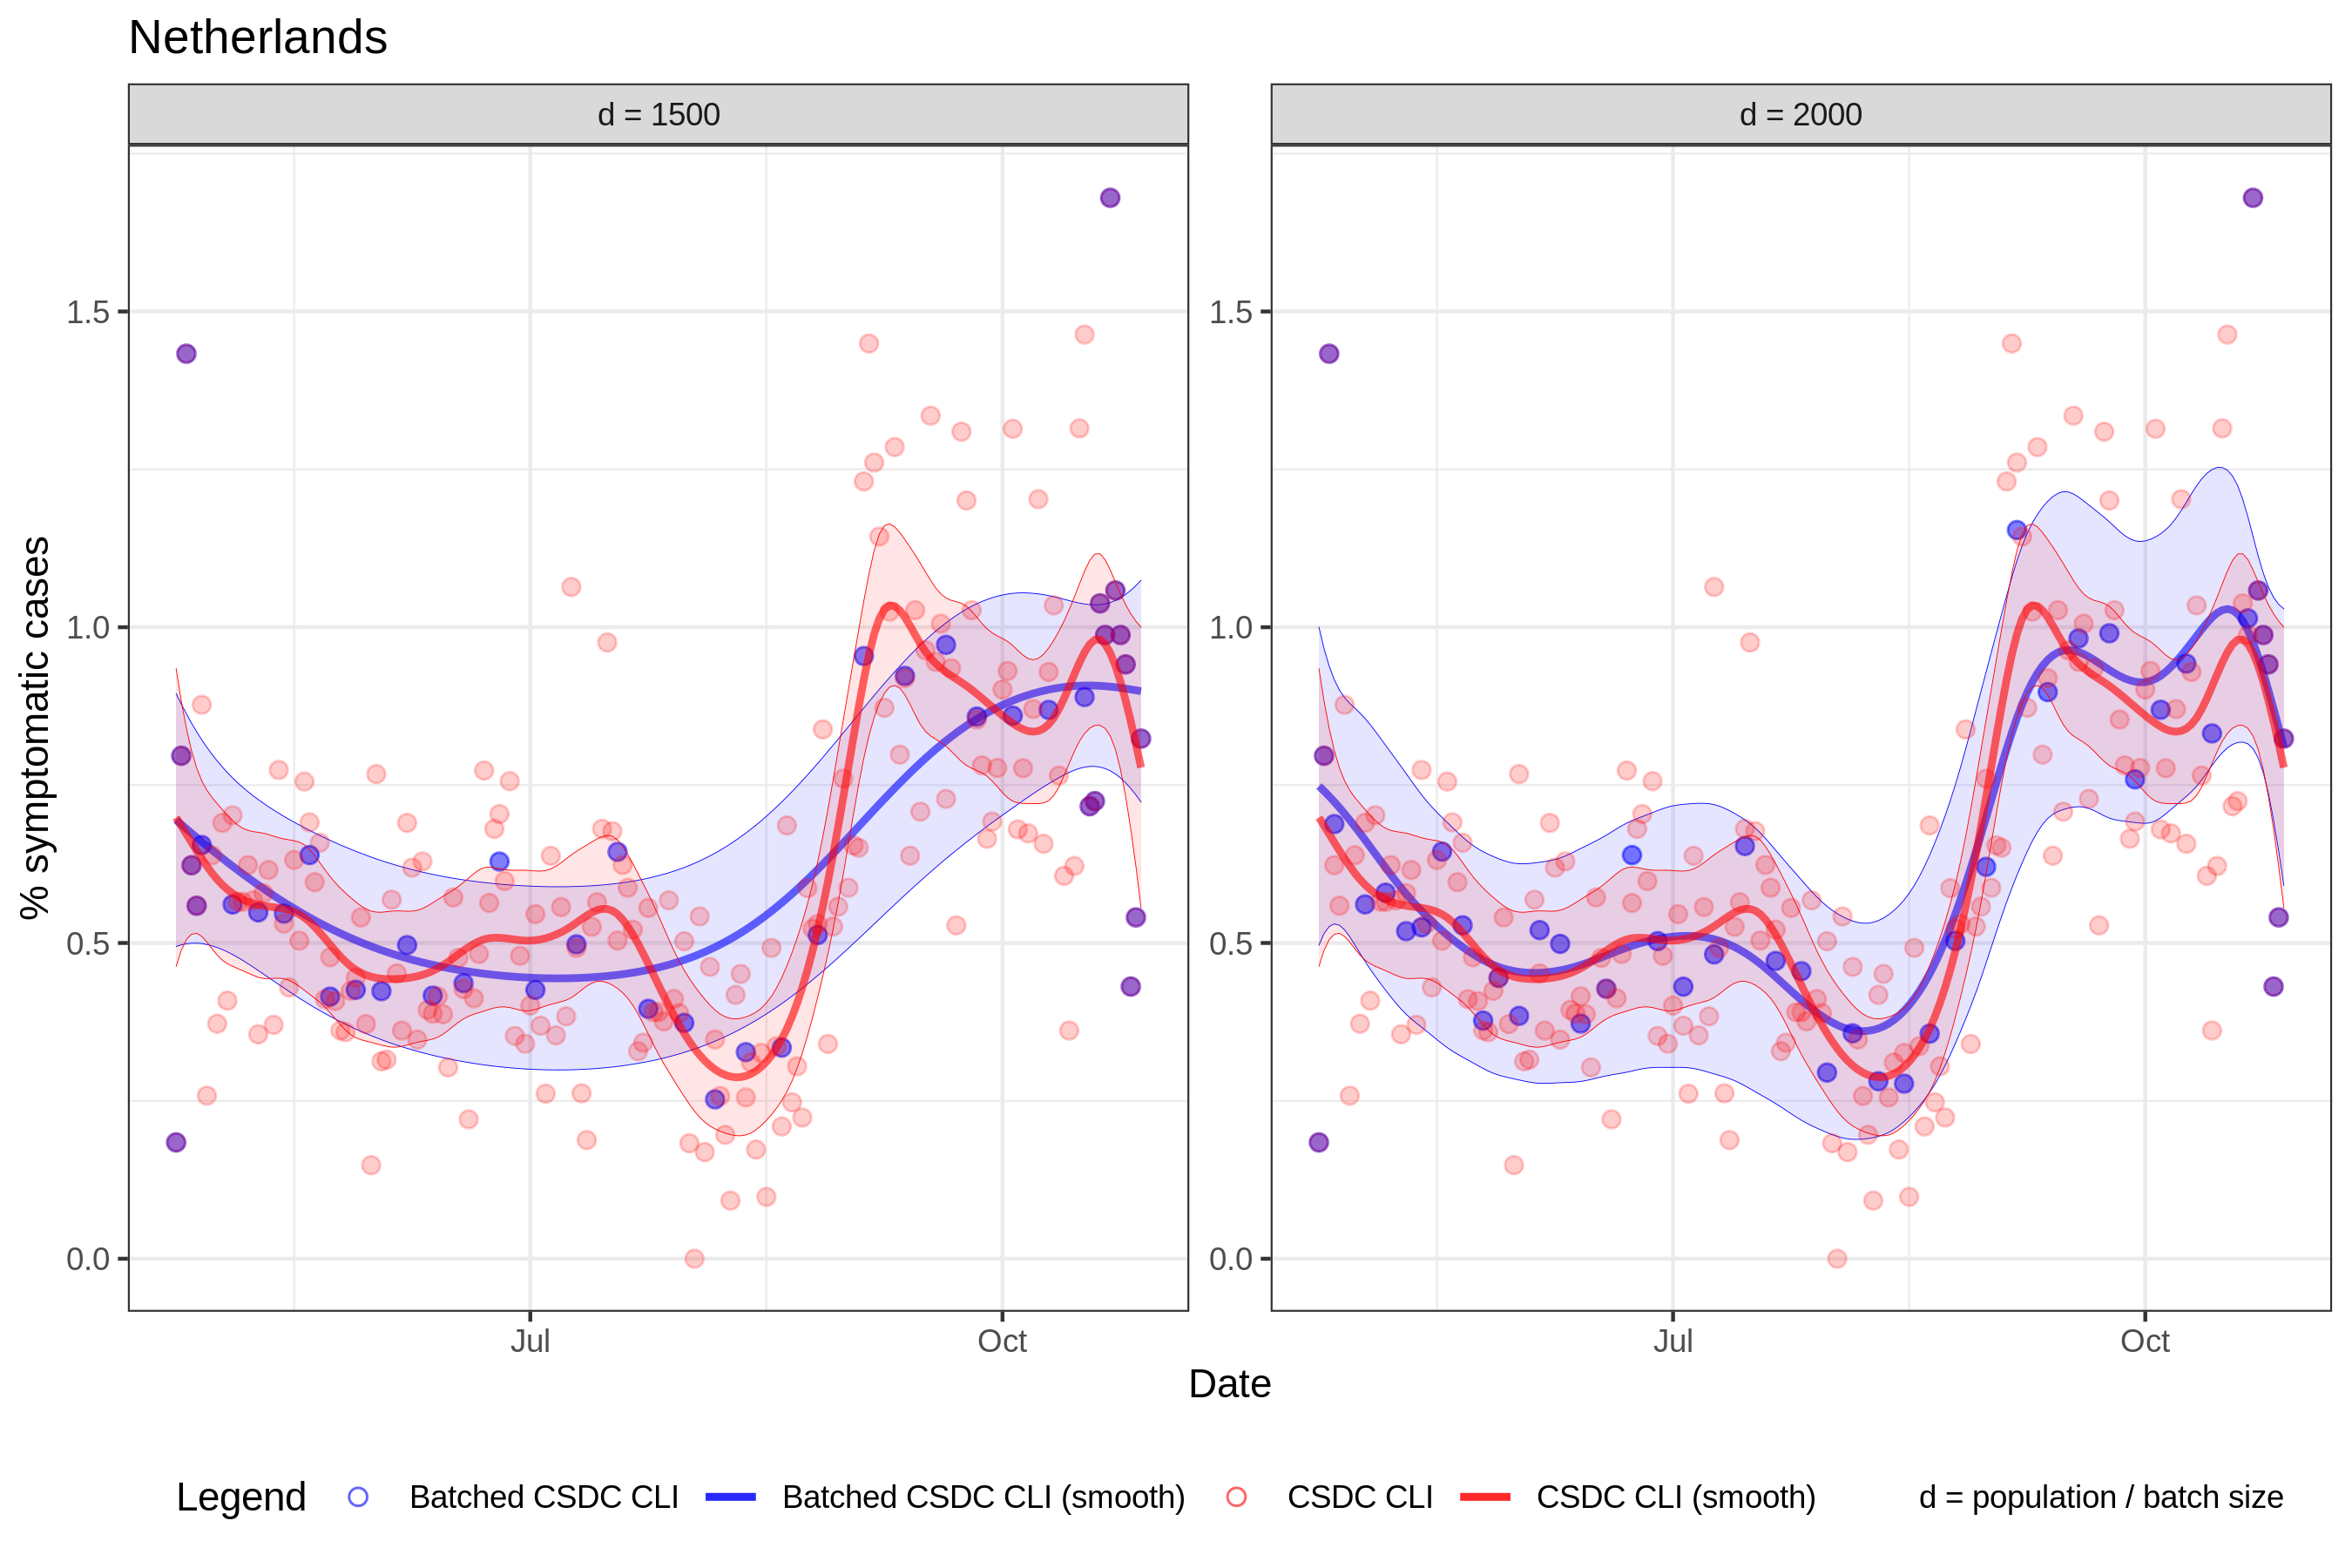 Netherlands
d = 1500
d = 2000
% symptomatic cases
1.5
1.0
0.5
0.0
1.5
1.0
0.5
0.0
Jul
Oct
Jul
Oct
Date
Legend
Batched CSDC CLI
Batched CSDC CLI (smooth)
CSDC CLI
CSDC CLI (smooth)
d = population / batch size